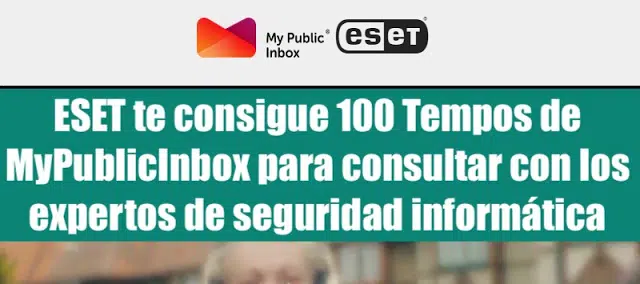 My Public® eset®
Inbox
ESET te consigue 100 Tempos de
MyPublicInbox para consultar con los
expertos de seguridad informática